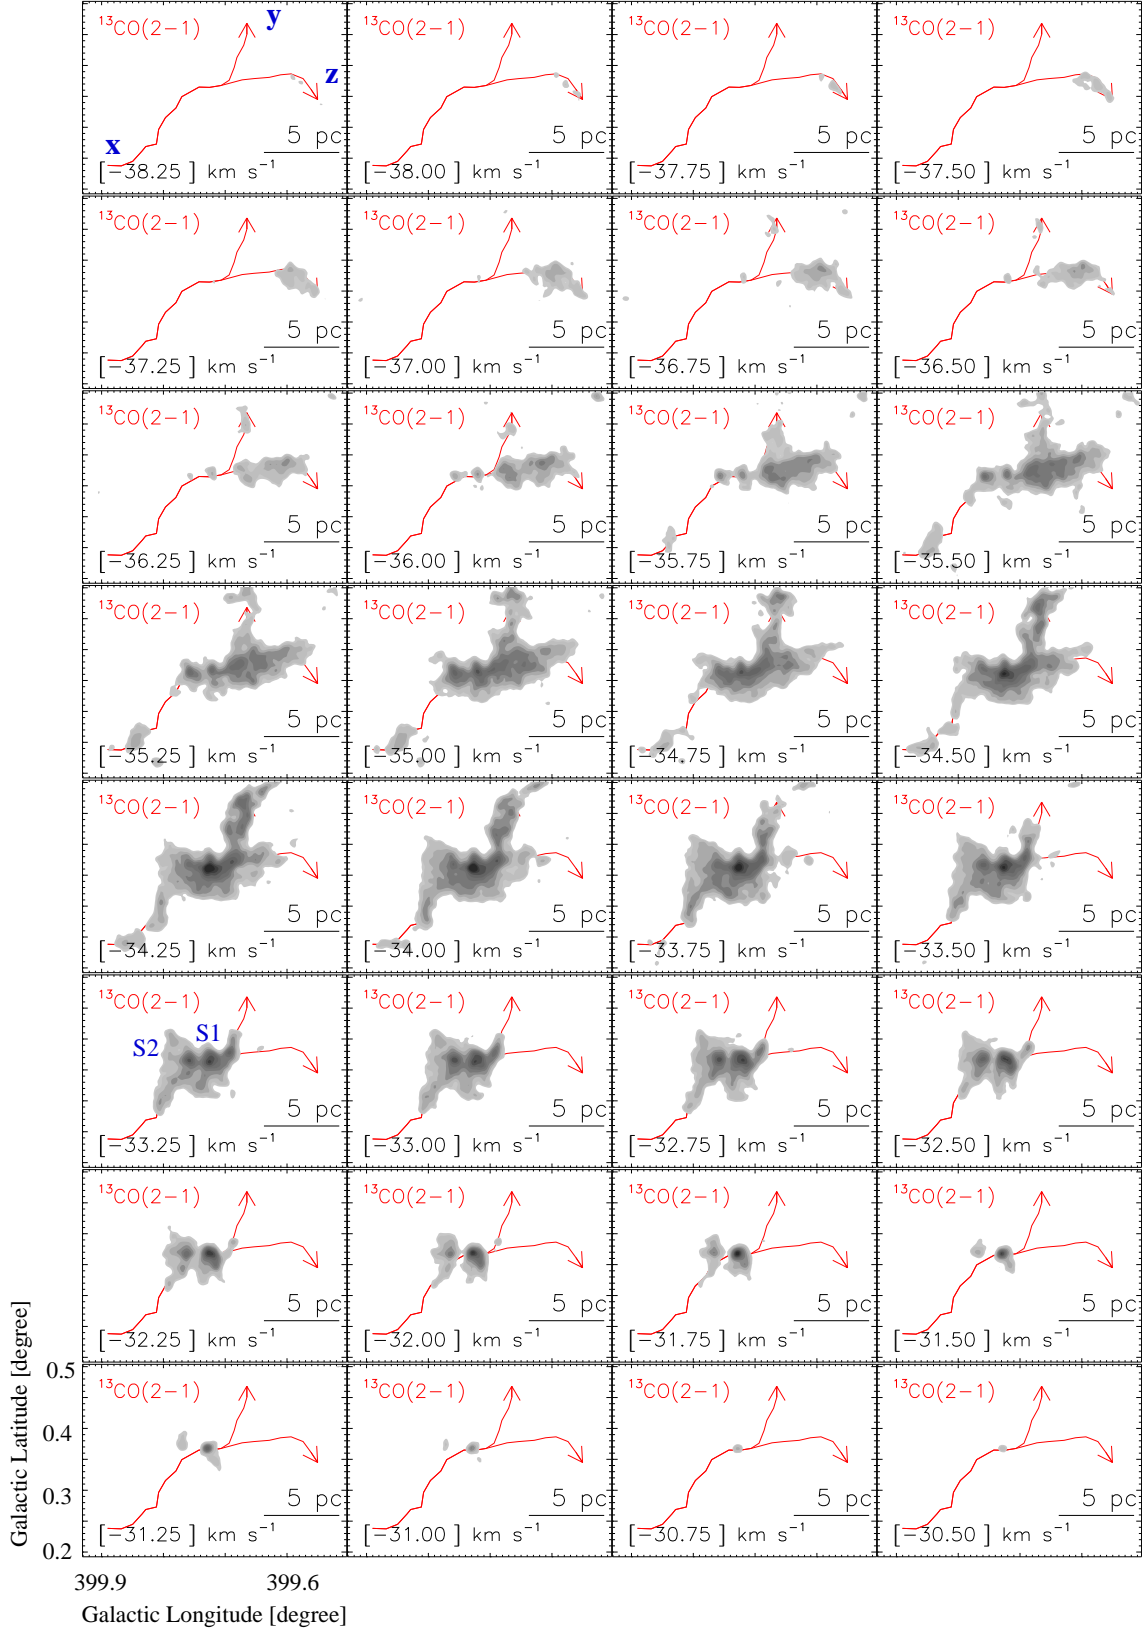 ¹³CO(2−1) y z x 5 pc [−38.25 ] km s⁻¹
¹³CO(2−1) 5 pc [−38.00 ] km s⁻¹
¹³CO(2−1) 5 pc [−37.75 ] km s⁻¹
¹³CO(2−1) 5 pc [−37.50 ] km s⁻¹
¹³CO(2−1) 5 pc [−37.25 ] km s⁻¹
¹³CO(2−1) 5 pc [−37.00 ] km s⁻¹
¹³CO(2−1) 5 pc [−36.75 ] km s⁻¹
¹³CO(2−1) 5 pc [−36.50 ] km s⁻¹
¹³CO(2−1) 5 pc [−36.25 ] km s⁻¹
¹³CO(2−1) 5 pc [−36.00 ] km s⁻¹
¹³CO(2−1) 5 pc [−35.75 ] km s⁻¹
¹³CO(2−1) 5 pc [−35.50 ] km s⁻¹
¹³CO(2−1) 5 pc [−35.25 ] km s⁻¹
¹³CO(2−1) 5 pc [−35.00 ] km s⁻¹
¹³CO(2−1) 5 pc [−34.75 ] km s⁻¹
¹³CO(2−1) 5 pc [−34.50 ] km s⁻¹
¹³CO(2−1) 5 pc [−34.25 ] km s⁻¹
¹³CO(2−1) 5 pc [−34.00 ] km s⁻¹
¹³CO(2−1) 5 pc [−33.75 ] km s⁻¹
¹³CO(2−1) 5 pc [−33.50 ] km s⁻¹
¹³CO(2−1) S2 S1 5 pc [−33.25 ] km s⁻¹
¹³CO(2−1) 5 pc [−33.00 ] km s⁻¹
¹³CO(2−1) 5 pc [−32.75 ] km s⁻¹
¹³CO(2−1) 5 pc [−32.50 ] km s⁻¹
¹³CO(2−1) 5 pc [−32.25 ] km s⁻¹
¹³CO(2−1) 5 pc [−32.00 ] km s⁻¹
¹³CO(2−1) 5 pc [−31.75 ] km s⁻¹
¹³CO(2−1) 5 pc [−31.50 ] km s⁻¹
¹³CO(2−1) 5 pc [−31.25 ] km s⁻¹
¹³CO(2−1) 5 pc [−31.00 ] km s⁻¹
¹³CO(2−1) 5 pc [−30.75 ] km s⁻¹
¹³CO(2−1) 5 pc [−30.50 ] km s⁻¹
Galactic Latitude [degree]
0.5
0.4
0.3
0.2
399.9 399.6
Galactic Longitude [degree]